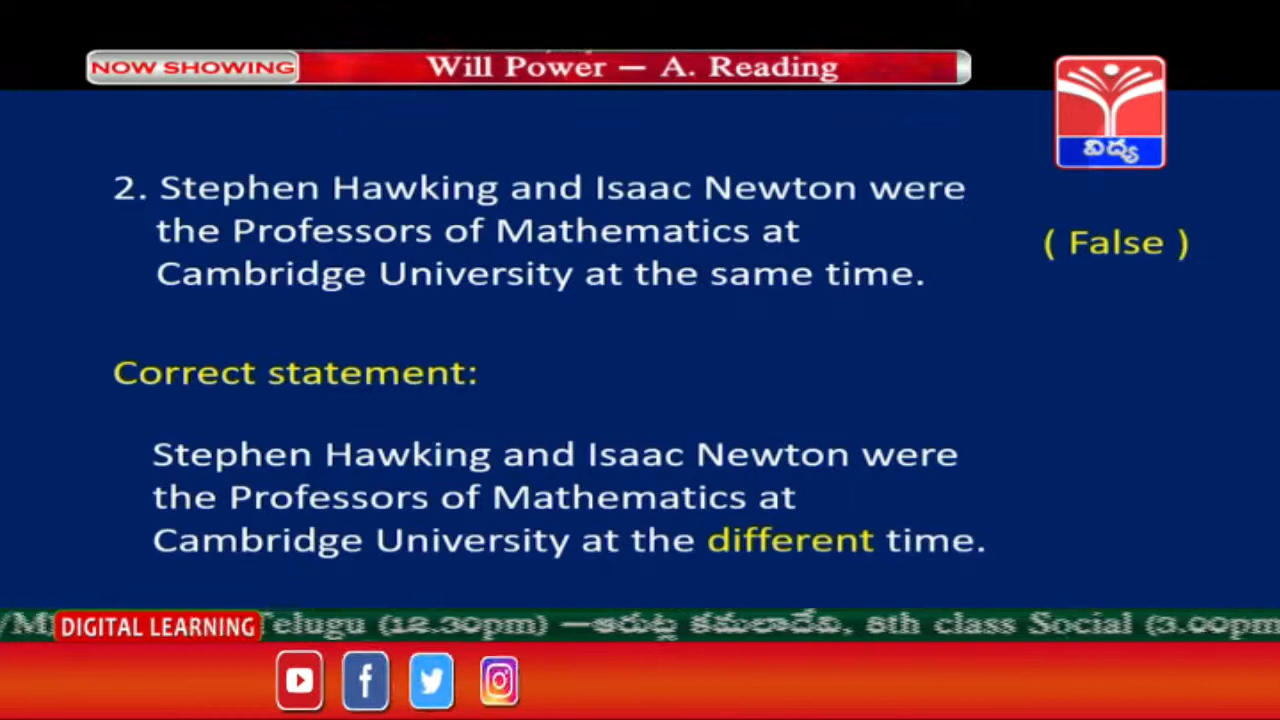 NOW SHOWING
Will Power — A. Reading
విద్య
2. Stephen Hawking and Isaac Newton were
the Professors of Mathematics at
Cambridge University at the same time.
( False )
Correct statement:
Stephen Hawking and Isaac Newton were
the Professors of Mathematics at
Cambridge University at the different time.
DIGITAL LEARNING
Telugu (12.30pm) —ఆరుట్ల కమలాదేవి, 8th class Social (3.00pm